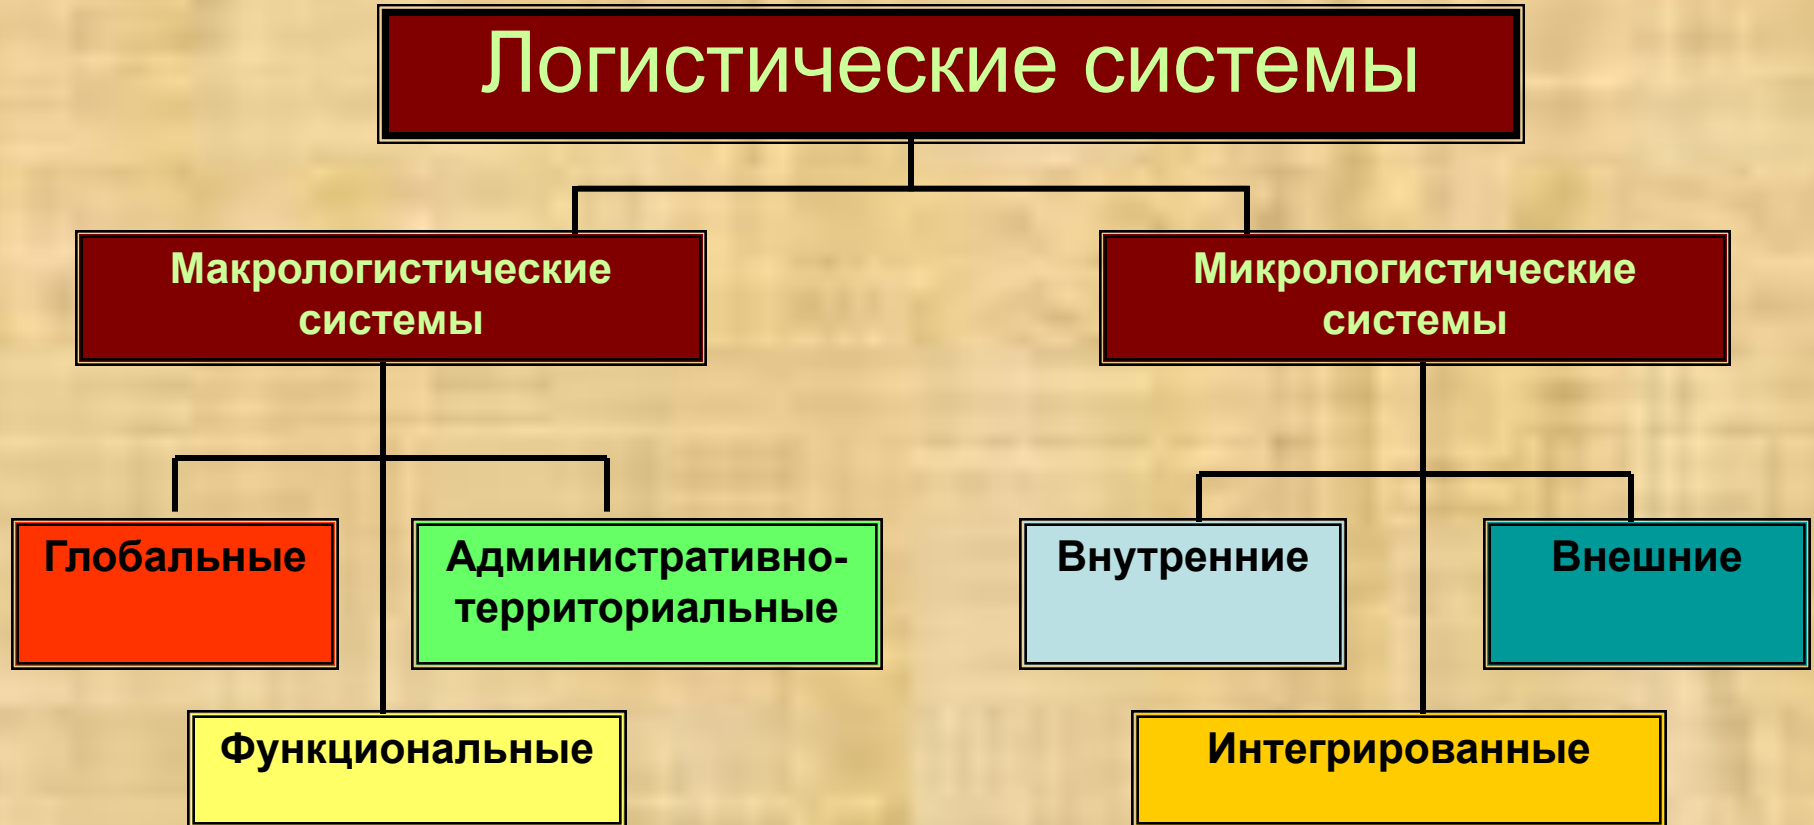 Логистические системы
Макрологистические
системы
Микрологистические
системы
Глобальные
Административно-
территориальные
Внутренние
Внешние
Функциональные
Интегрированные